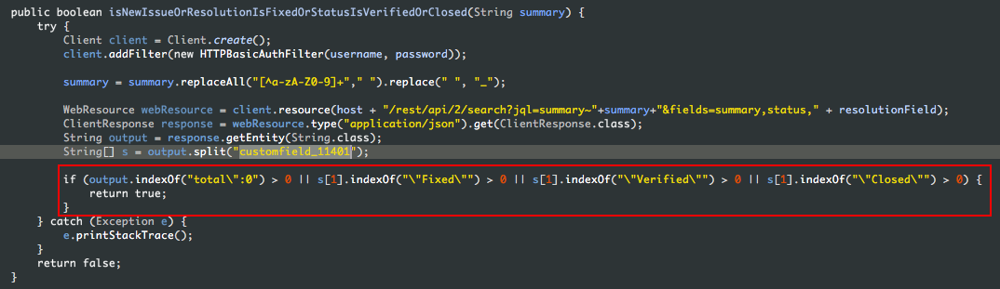 public boolean isNewIssueOrResolutionIsFixedOrStatusIsVerifiedOrClosed(String summary) {
    try {
        Client client = Client.create();
        client.addFilter(new HTTPBasicAuthFilter(username, password));

        summary = summary.replaceAll("[^a-zA-Z0-9]+"," ").replace(" ", "_");

        WebResource webResource = client.resource(host + "/rest/api/2/search?jql=summary~"+summary+"&fields=summary,status," + resolutionField);
        ClientResponse response = webResource.type("application/json").get(ClientResponse.class);
        String output = response.getEntity(String.class);
        String[] s = output.split("customfield_11401");

        if (output.indexOf("total\":0") > 0 || s[1].indexOf("\"Fixed\"") > 0 || s[1].indexOf("\"Verified\"") > 0 || s[1].indexOf("\"Closed\"") > 0) {
            return true;
        }
    } catch (Exception e) {
        e.printStackTrace();
    }
    return false;
}